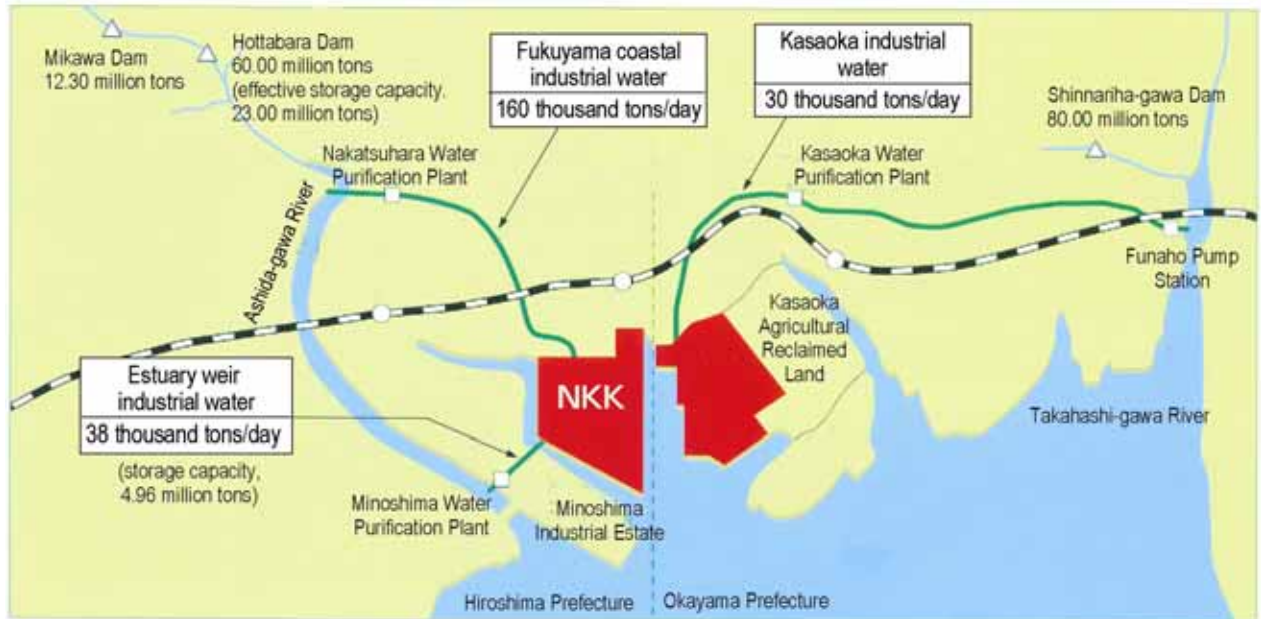 Mikawa Dam
12.30 million tons
Hottabara Dam
60.00 million tons
(effective storage capacity.
23.00 million tons)
Fukuyama coastal
industrial water
160 thousand tons/day
Kasaoka industrial
water
30 thousand tons/day
Shinnariha-gawa Dam
80.00 million tons
Nakatsuhara Water
Purification Plant
Kasaoka Water
Purification Plant
Ashida-gawa River
Funaho Pump
Station
Kasaoka
Agricultural
Reclaimed
Land
Estuary weir
industrial water
38 thousand tons/day
(storage capacity,
4.96 million tons)
NKK
Takahashi-gawa River
Minoshima Water
Purification Plant
Minoshima
Industrial Estate
Hiroshima Prefecture
Okayama Prefecture